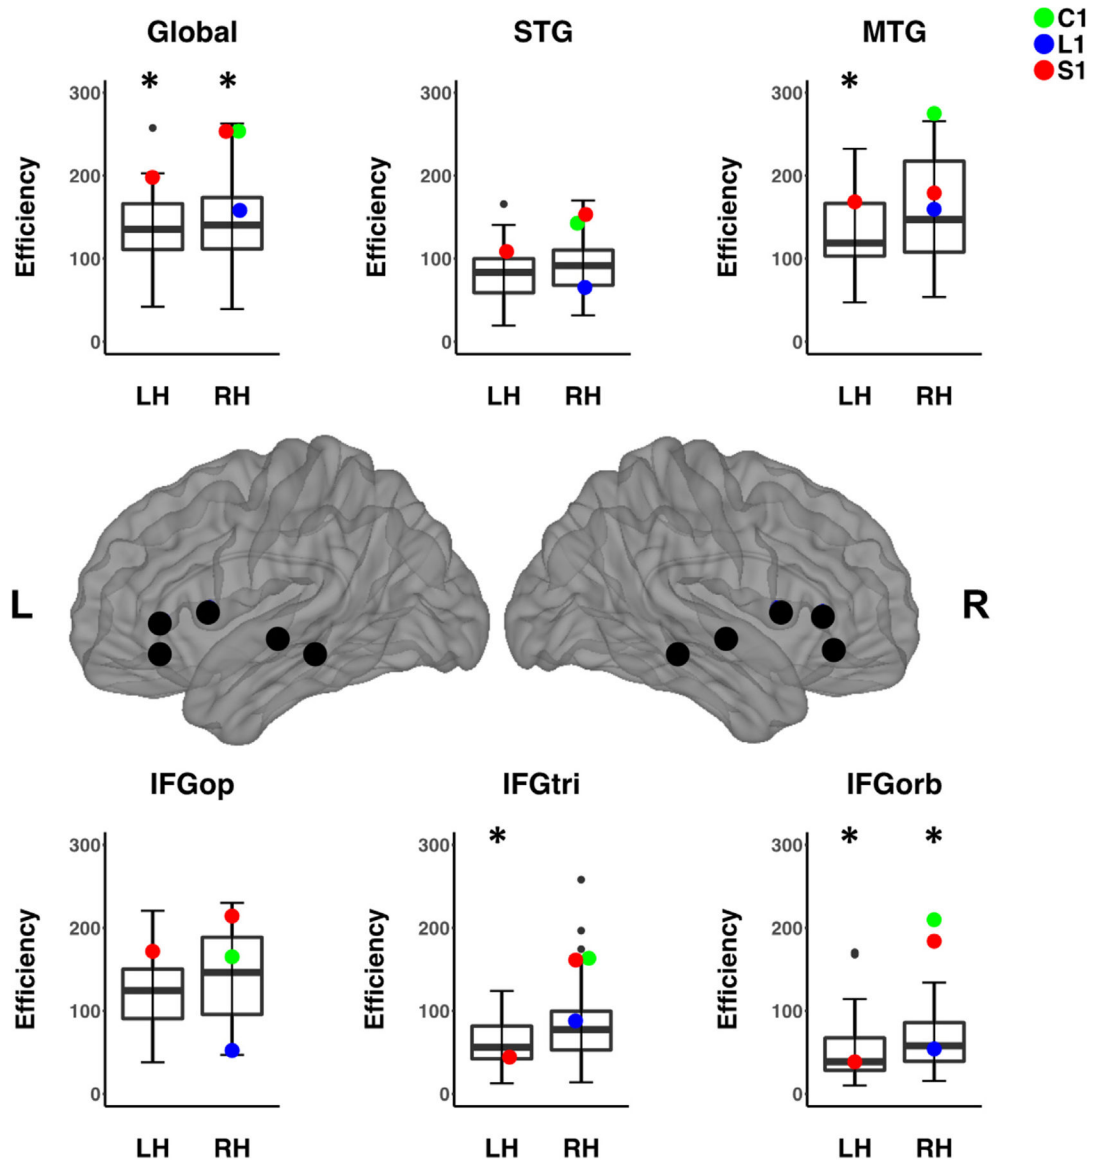 Global
STG
MTG
C1
L1
S1
* *
*
300
200
100
0
Efficiency
LH RH
300
200
100
0
Efficiency
LH RH
300
200
100
0
Efficiency
LH RH
L
R
IFGop
IFGtri
IFGorb
*
* *
300
200
100
0
Efficiency
LH RH
300
200
100
0
Efficiency
LH RH
300
200
100
0
Efficiency
LH RH